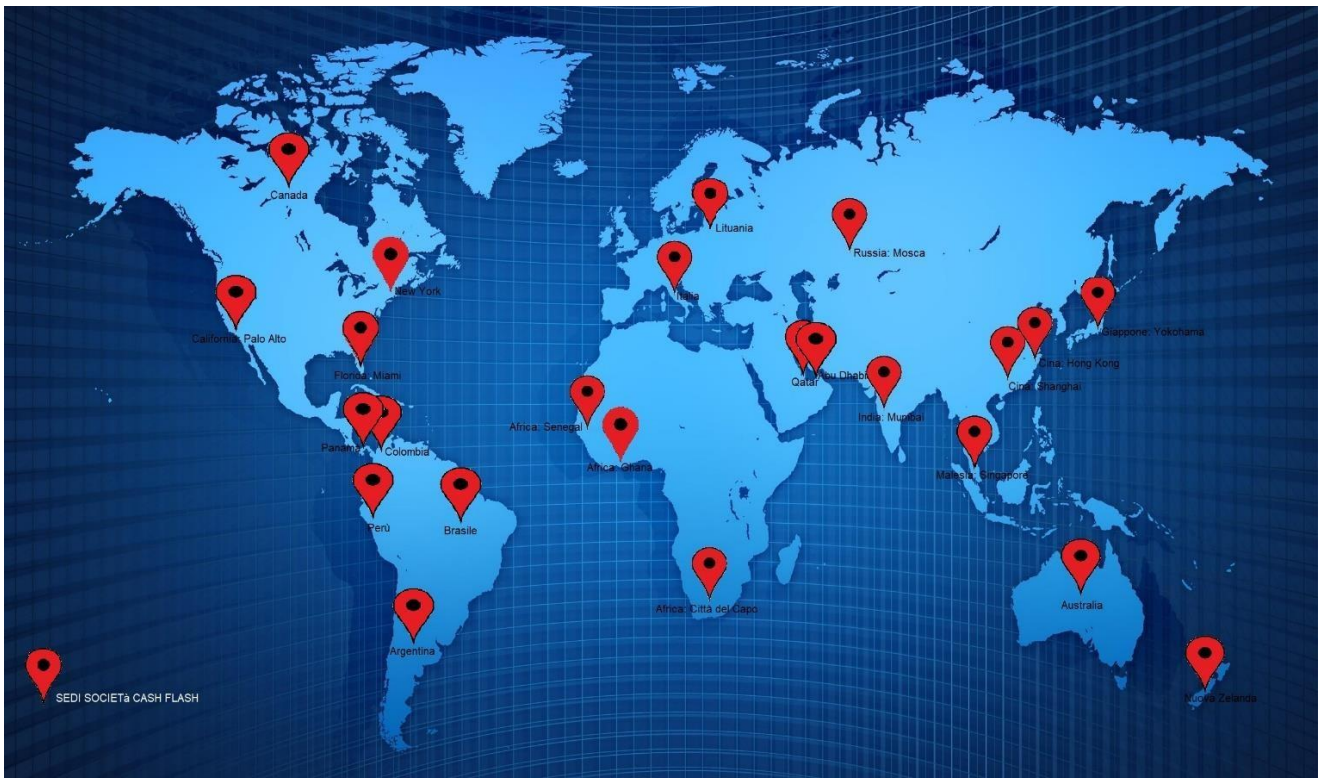 Canada
Lituania
Russia: Mosca
New York
Italia
California: Palo Alto
Giappone: Yokohama
Florida: Miami
Qatar
Abu Dhabi
Cina: Hong Kong
Cina: Shanghai
India: Mumbai
Africa: Senegal
Panama
Colombia
Africa: Ghana
Malesia: Singapore
Perù
Brasile
Africa: Città del Capo
Australia
Argentina
SEDI SOCIETà CASH FLASH
Nuova Zelanda